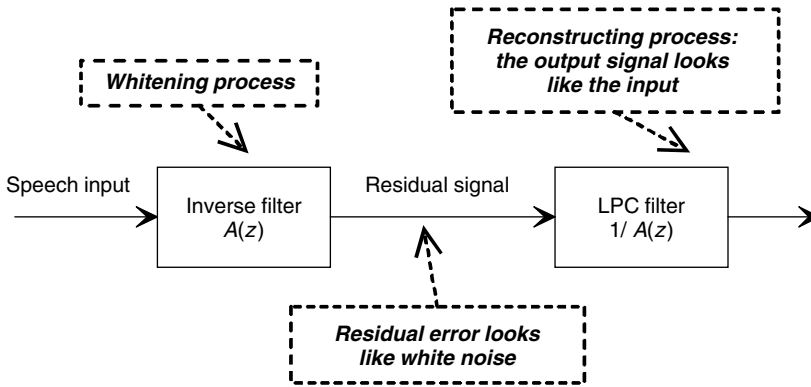 Reconstructing process:
the output signal looks
like the input
Whitening process
Speech input
Inverse filter
A(z)
Residual signal
LPC filter
1/ A(z)
Residual error looks
like white noise